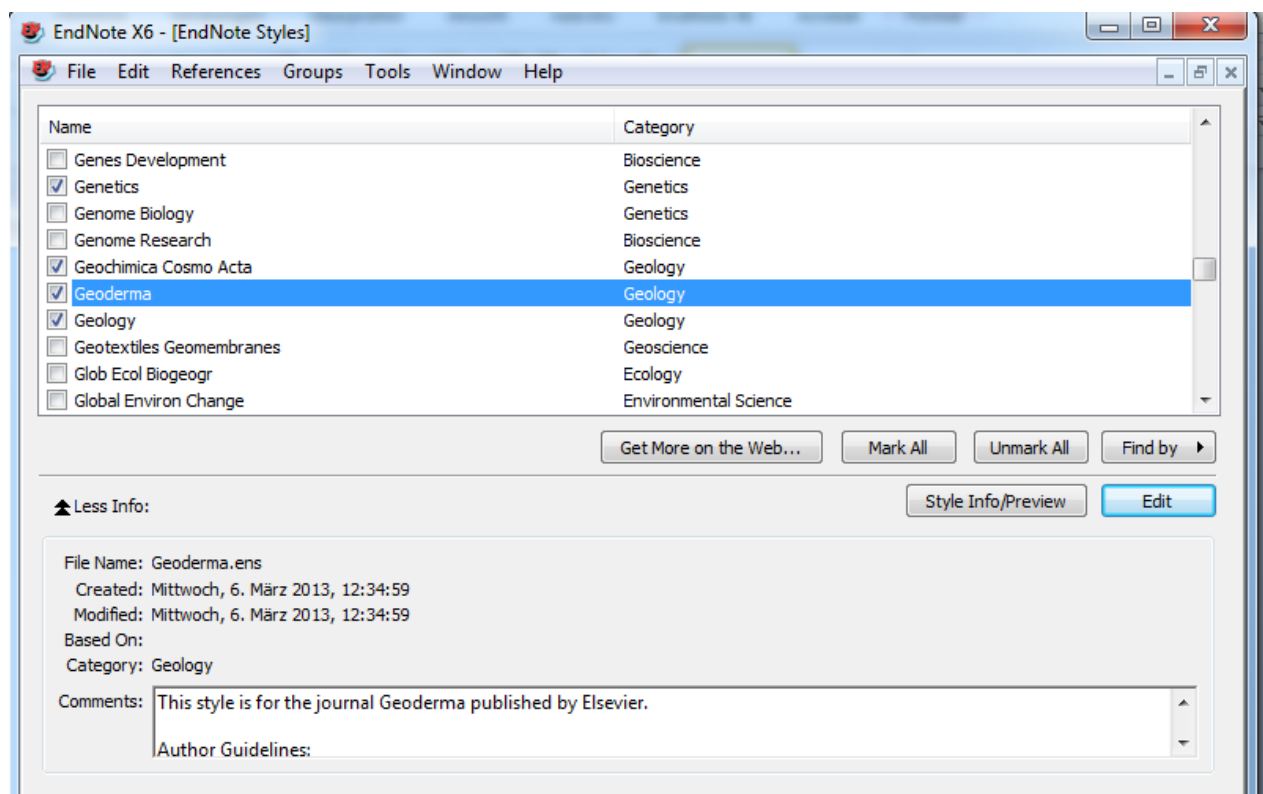 EndNote X6 - [EndNote Styles]
File Edit References Groups Tools Window Help
Name Category
Genes Development Bioscience
Genetics Genetics
Genome Biology Genetics
Genome Research Bioscience
Geochimica Cosmo Acta Geology
Geoderma Geology
Geology Geology
Geotextiles Geomembranes Geoscience
Glob Ecol Biogeogr Ecology
Global Environ Change Environmental Science
Get More on the Web... Mark All Unmark All Find by
Less Info: Style Info/Preview Edit
File Name: Geoderma.ens
Created: Mittwoch, 6. März 2013, 12:34:59
Modified: Mittwoch, 6. März 2013, 12:34:59
Based On:
Category: Geology
Comments: This style is for the journal Geoderma published by Elsevier.
Author Guidelines: